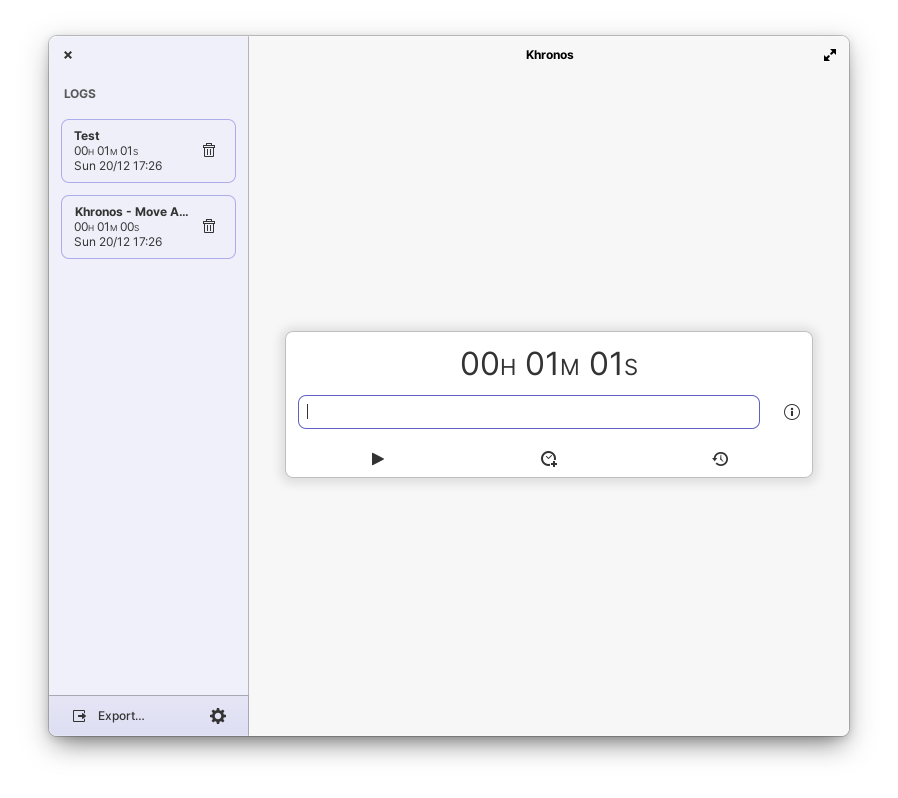 Khronos
LOGS
Test
00H 01M 01S
Sun 20/12 17:26
Khronos - Move A...
00H 01M 00S
Sun 20/12 17:26
00H 01M 01S
Export...